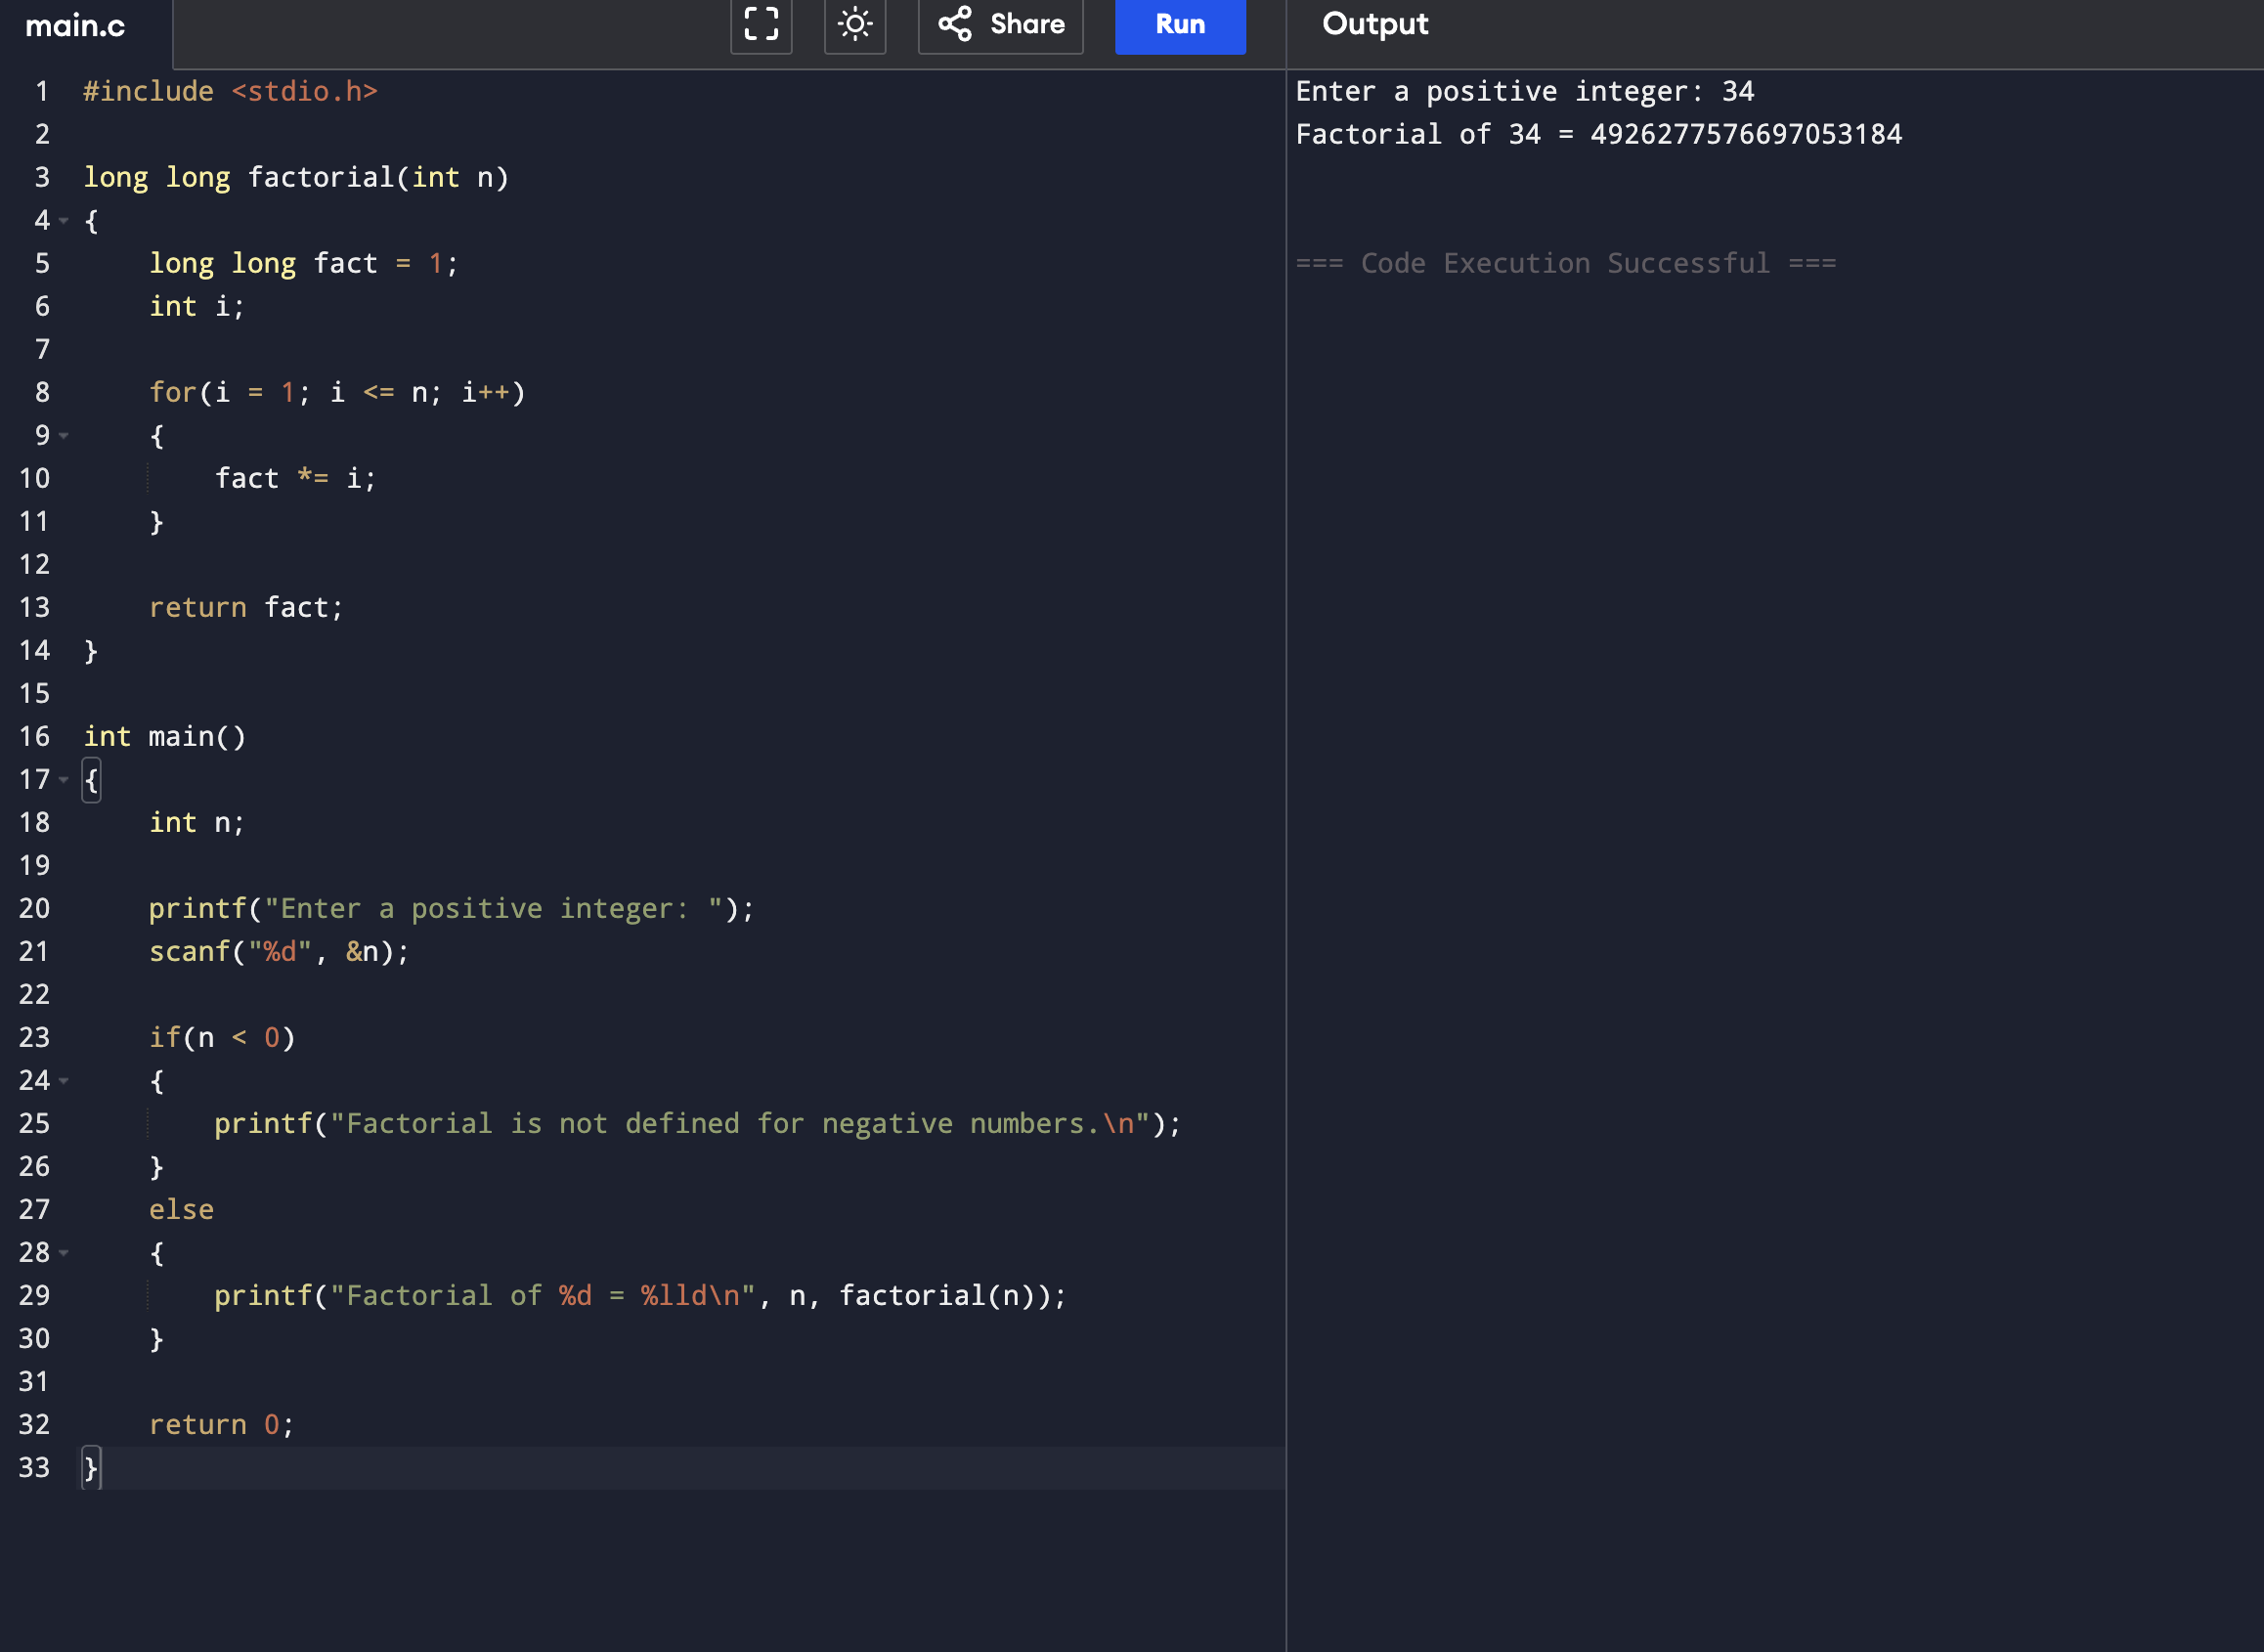 main.c
Share
Run
Output
1 #include <stdio.h>
2
3 long long factorial(int n)
4 {
5     long long fact = 1;
6     int i;
7
8     for(i = 1; i <= n; i++)
9     {
10         fact *= i;
11     }
12
13     return fact;
14 }
15
16 int main()
17 {
18     int n;
19
20     printf("Enter a positive integer: ");
21     scanf("%d", &n);
22
23     if(n < 0)
24     {
25         printf("Factorial is not defined for negative numbers.\n");
26     }
27     else
28     {
29         printf("Factorial of %d = %lld\n", n, factorial(n));
30     }
31
32     return 0;
33 }
Enter a positive integer: 34
Factorial of 34 = 4926277576697053184
=== Code Execution Successful ===